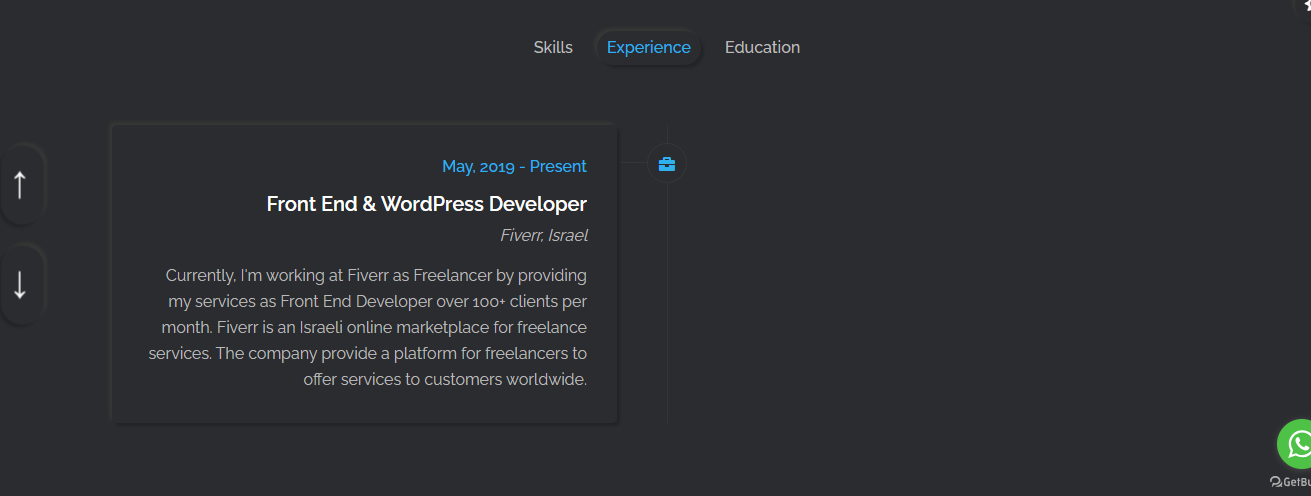 Skills Experience Education
May, 2019 - Present
Front End & WordPress Developer
Fiverr, Israel
Currently, I'm working at Fiverr as Freelancer by providing
my services as Front End Developer over 100+ clients per
month. Fiverr is an Israeli online marketplace for freelance
services. The company provide a platform for freelancers to
offer services to customers worldwide.
GetBu